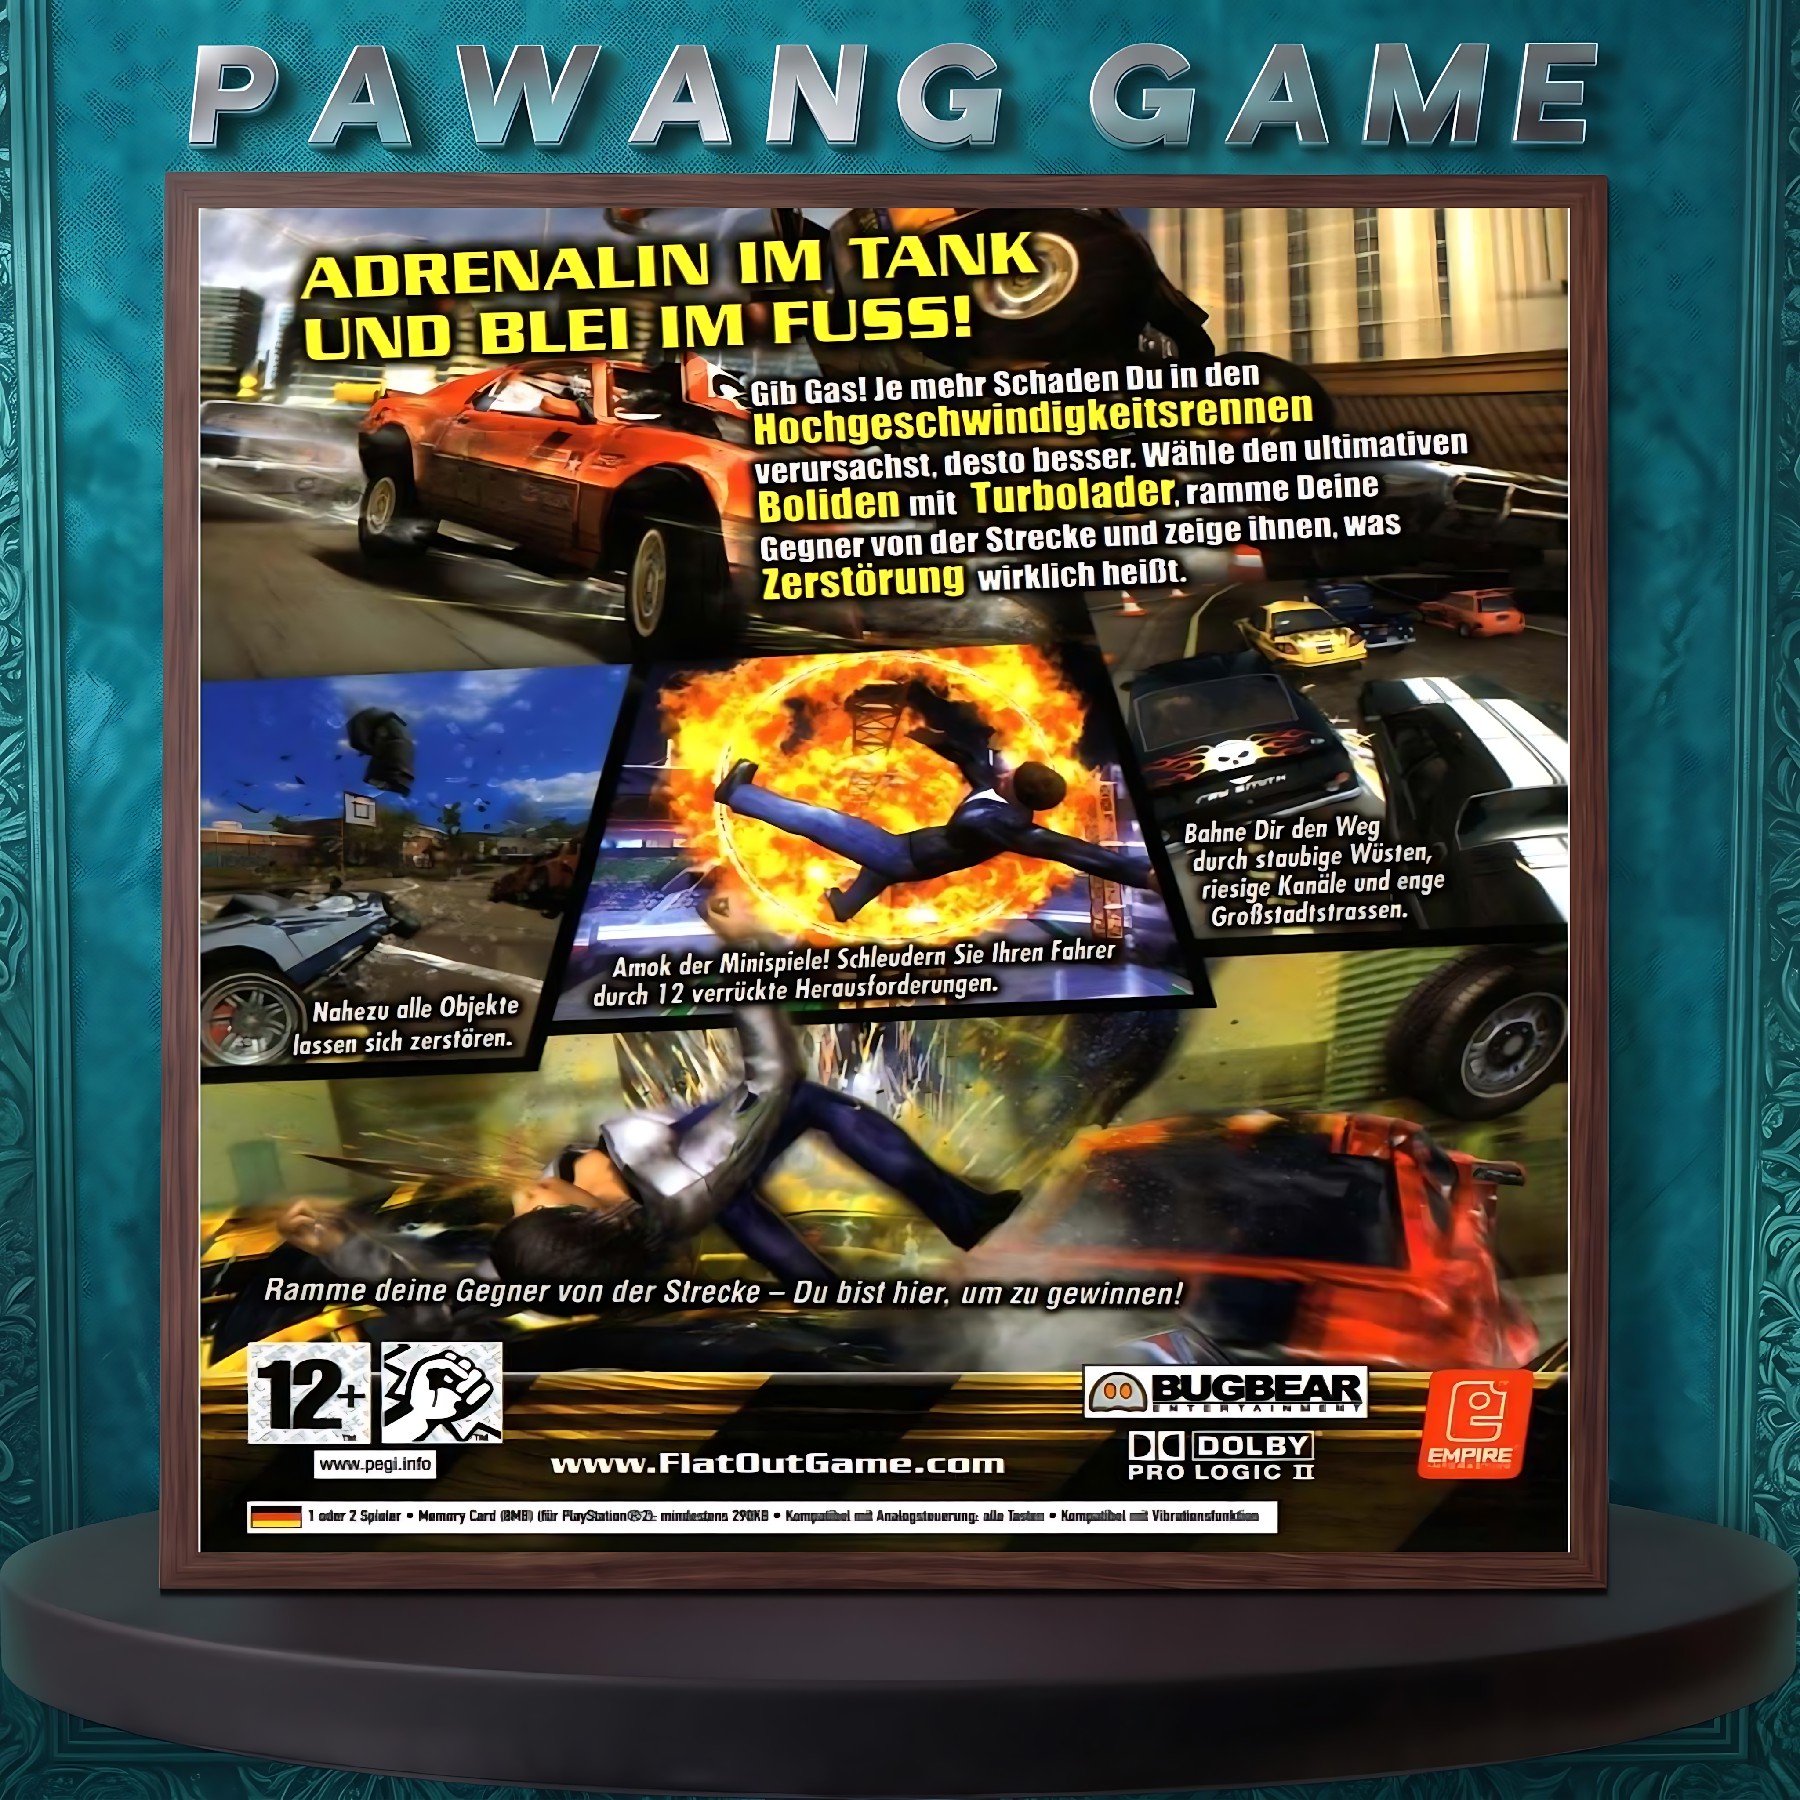 PAWANG GAME
ADRENALIN IM TANK
UND BLEI IM FUSS!
Gib Gas! Je mehr Schaden Du in den
Hochgeschwindigkeitsrennen
verursachst, desto besser. Wähle den ultimativen
Boliden mit Turbolader, ramme Deine
Gegner von der Strecke und zeige ihnen, was
Zerstörung wirklich heißt.
Bahne Dir den Weg
durch staubige Wüsten,
riesige Kanäle und enge
Großstadtstrassen.
Amok der Minispiele! Schleudern Sie Ihren Fahrer
durch 12 verrückte Herausforderungen.
Nahezu alle Objekte
lassen sich zerstören.
Ramme deine Gegner von der Strecke – Du bist hier, um zu gewinnen!
12+
www.pegi.info
www.FlatOutGame.com
BUGBEAR
ENTERTAINMENT
DOLBY
PRO LOGIC II
EMPIRE
1 oder 2 Spieler • Memory Card (8MB) (für PlayStation®2): mindestens 290KB • Kompatibel mit Analogsteuerung: alle Tasten • Kompatibel mit Vibrationsfunktion